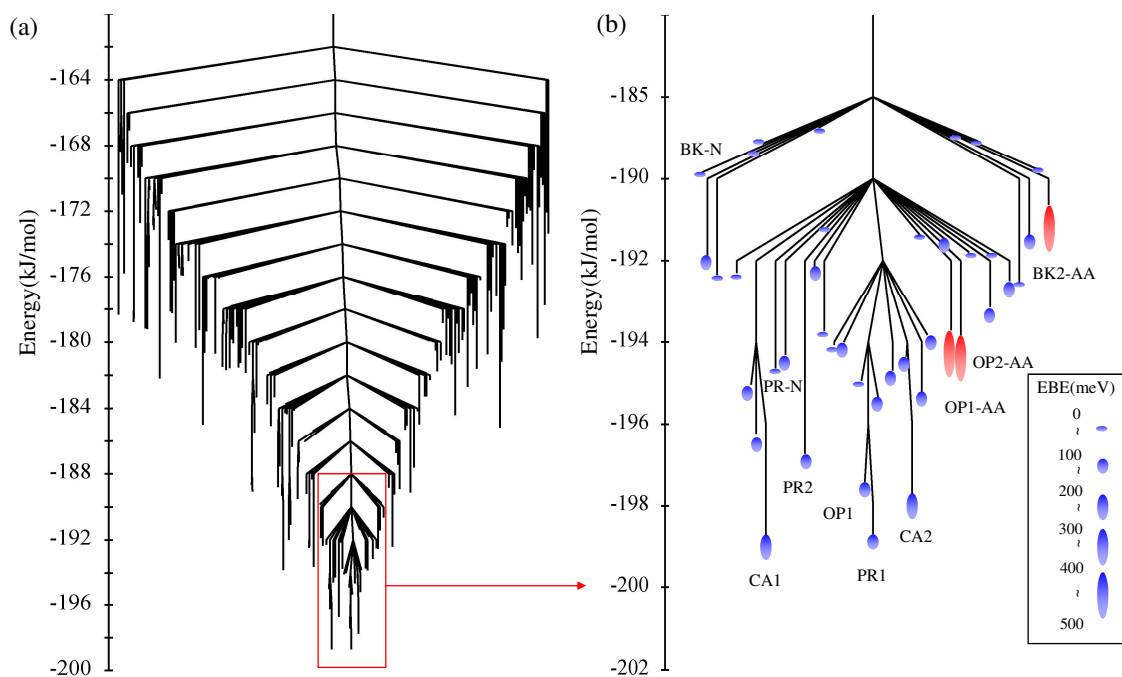 (a)
Energy(kJ/mol)
-164
-168
-172
-176
-180
-184
-188
-192
-196
-200
(b)
Energy(kJ/mol)
-185
-190
-192
-194
-196
-198
-200
-202
BK-N
BK2-AA
PR-N
OP2-AA
OP1-AA
PR2
OP1
CA2
CA1
PR1
EBE(meV)
0
~
100
~
200
~
300
~
400
~
500